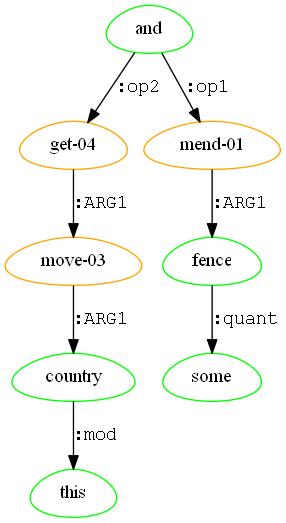 and
:op2 :op1
get-04 mend-01
:ARG1 :ARG1
move-03 fence
:ARG1 :quant
country some
:mod
this